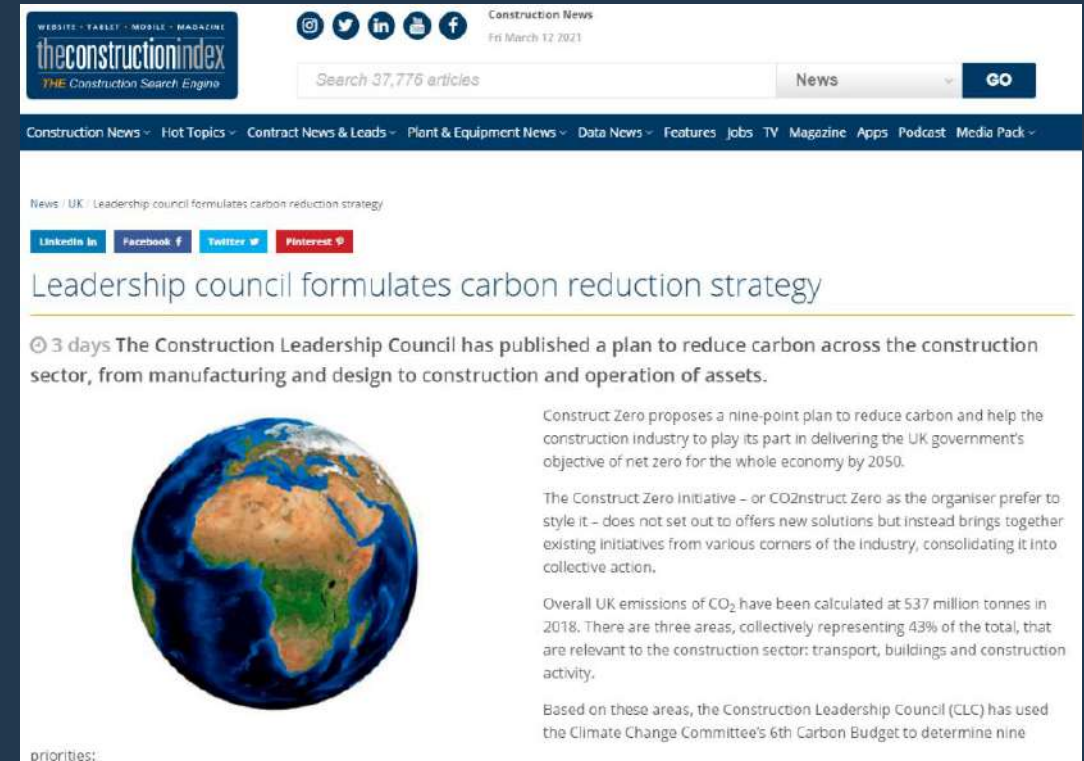 WEBSITE • TABLET • MOBILE • MAGAZINE
theconstructionindex
THE Construction Search Engine
Construction News
Fri March 12 2021
Search 37,776 articles
News
GO
Construction News Hot Topics Contract News & Leads Plant & Equipment News Data News Features Jobs TV Magazine Apps Podcast Media Pack
News / UK / Leadership council formulates carbon reduction strategy
LinkedIn in Facebook f Twitter Pinterest
Leadership council formulates carbon reduction strategy
3 days The Construction Leadership Council has published a plan to reduce carbon across the construction
sector, from manufacturing and design to construction and operation of assets.
Construct Zero proposes a nine-point plan to reduce carbon and help the
construction industry to play its part in delivering the UK government's
objective of net zero for the whole economy by 2050.
The Construct Zero initiative – or CO2nstruct Zero as the organiser prefer to
style it – does not set out to offers new solutions but instead brings together
existing initiatives from various corners of the industry, consolidating it into
collective action.
Overall UK emissions of CO₂ have been calculated at 537 million tonnes in
2018. There are three areas, collectively representing 43% of the total, that
are relevant to the construction sector: transport, buildings and construction
activity.
Based on these areas, the Construction Leadership Council (CLC) has used
the Climate Change Committee's 6th Carbon Budget to determine nine
priorities: